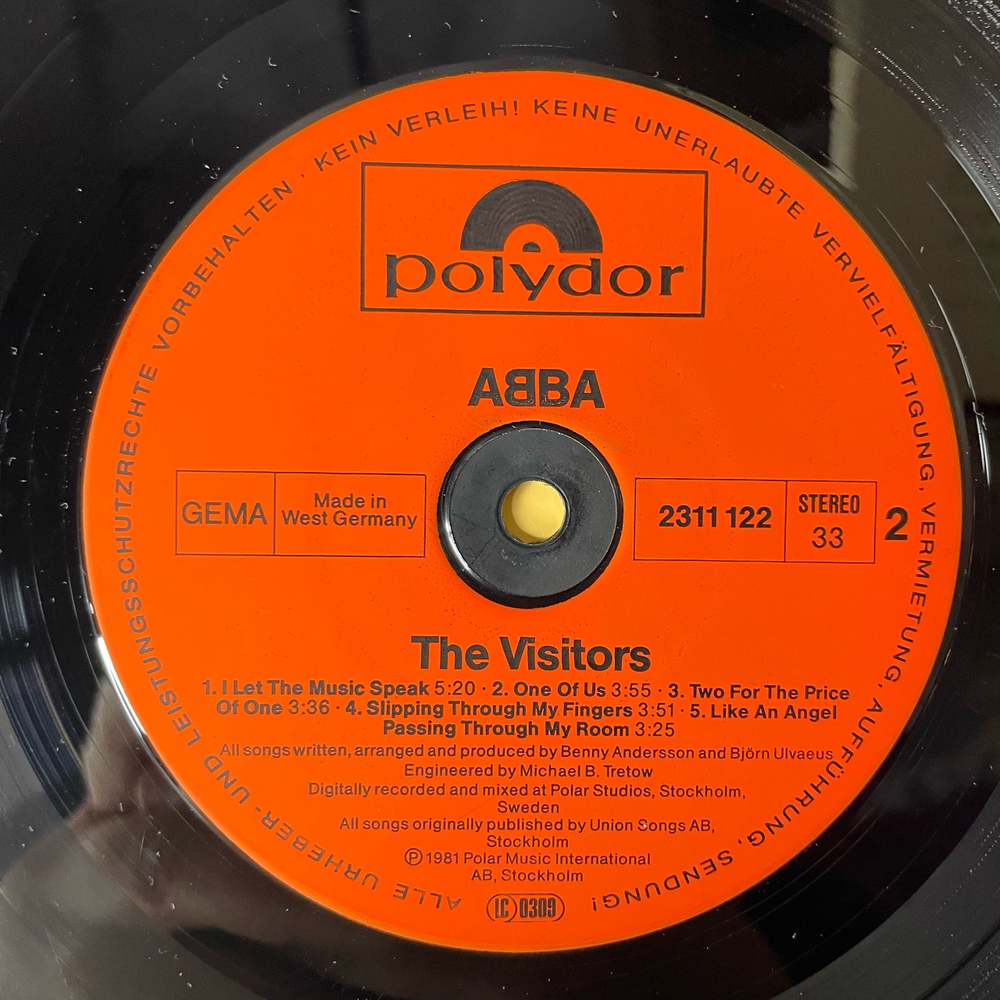 ALLE URHEBER- UND LEISTUNGSSCHUTZRECHTE VORBEHALTEN · KEIN VERLEIH! KEINE UNERLAUBTE VERVIELFÄLTIGUNG, VERMIETUNG, AUFFÜHRUNG, SENDUNG!
polydor
ABBA
GEMA
Made in
West Germany
2311 122
STEREO
33
2
The Visitors
1. I Let The Music Speak 5:20 · 2. One Of Us 3:55 · 3. Two For The Price
Of One 3:36 · 4. Slipping Through My Fingers 3:51 · 5. Like An Angel
Passing Through My Room 3:25
All songs written, arranged and produced by Benny Andersson and Björn Ulvaeus
Engineered by Michael B. Tretow
Digitally recorded and mixed at Polar Studios, Stockholm,
Sweden
All songs originally published by Union Songs AB,
Stockholm
Ⓟ 1981 Polar Music International
AB, Stockholm
LC 0309